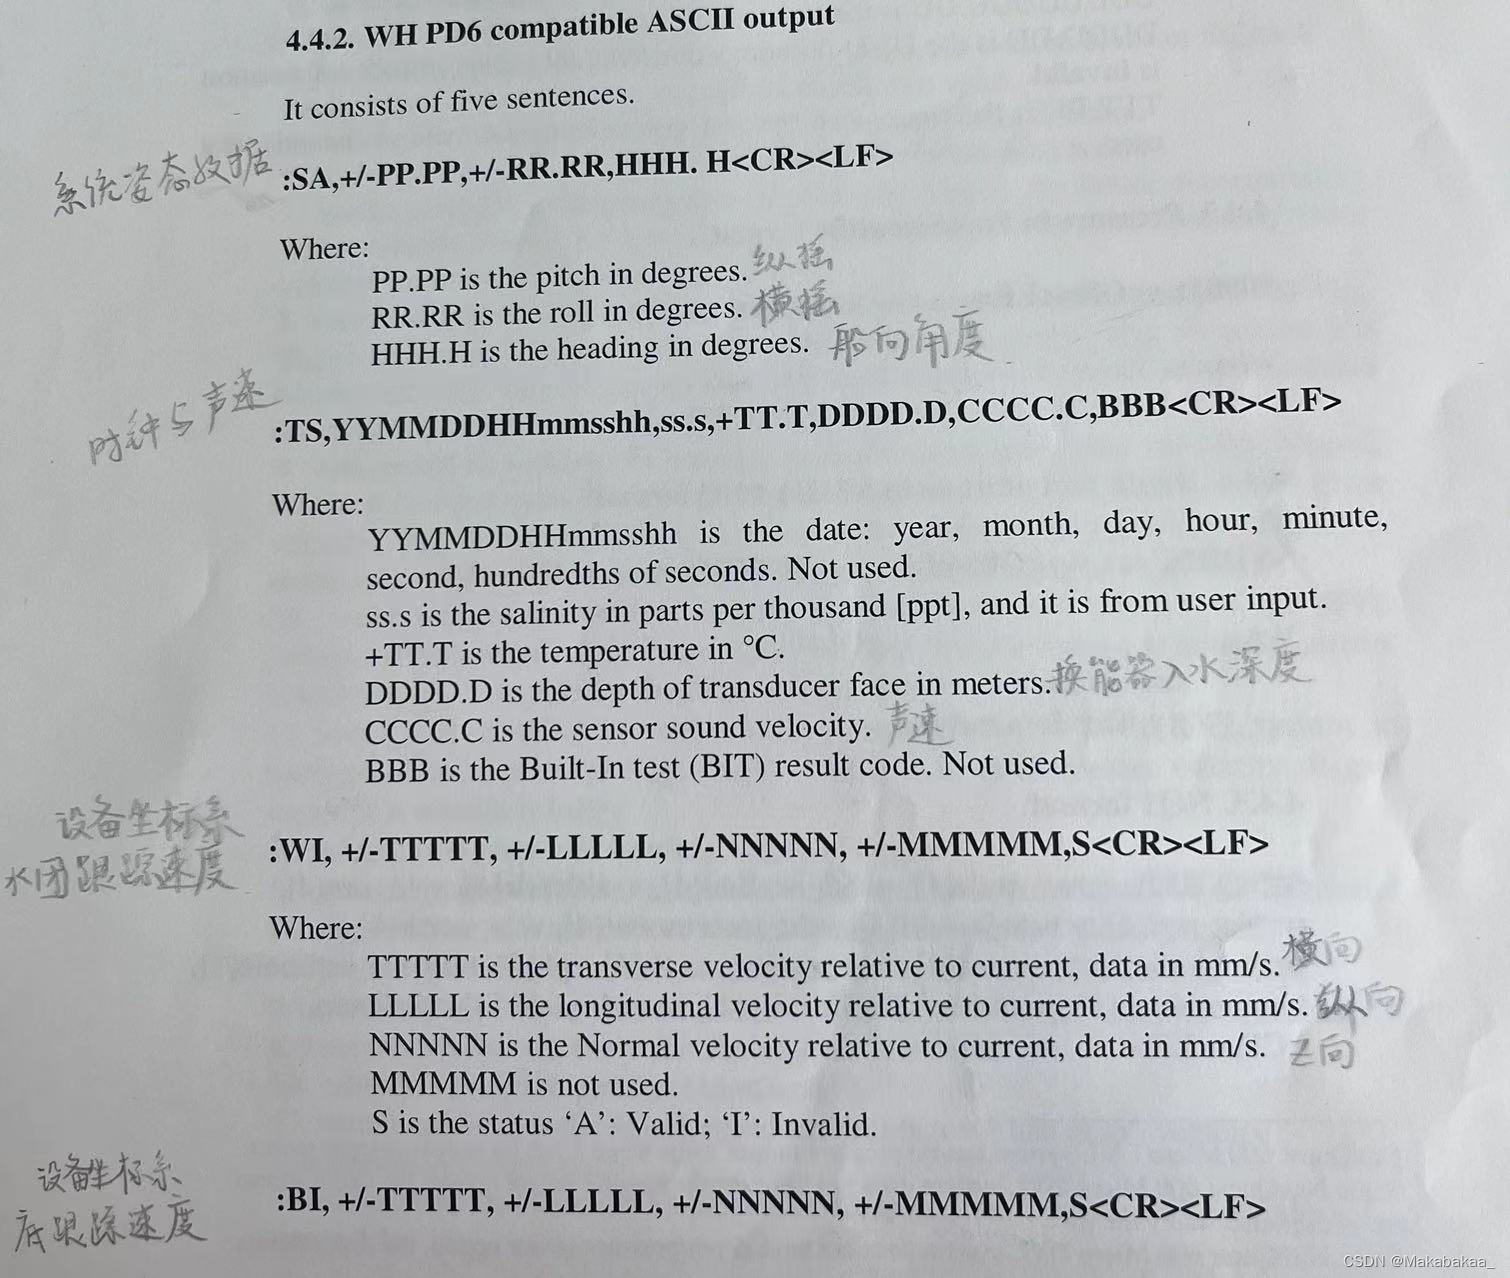 4.4.2. WH PD6 compatible ASCII output
It consists of five sentences.
系统姿态数据
:SA,+/-PP.PP,+/-RR.RR,HHH. H<CR><LF>
Where:
PP.PP is the pitch in degrees. 纵摇
RR.RR is the roll in degrees. 横摇
HHH.H is the heading in degrees. 船向角度
时钟与声速
:TS,YYMMDDHHmmsshh,ss.s,+TT.T,DDDD.D,CCCC.C,BBB<CR><LF>
Where:
YYMMDDHHmmsshh is the date: year, month, day, hour, minute,
second, hundredths of seconds. Not used.
ss.s is the salinity in parts per thousand [ppt], and it is from user input.
+TT.T is the temperature in °C.
DDDD.D is the depth of transducer face in meters. 换能器入水深度
CCCC.C is the sensor sound velocity. 声速
BBB is the Built-In test (BIT) result code. Not used.
设备坐标系
水团跟踪速度
:WI, +/-TTTTT, +/-LLLLL, +/-NNNNN, +/-MMMMM,S<CR><LF>
Where:
TTTTT is the transverse velocity relative to current, data in mm/s. 横向
LLLLL is the longitudinal velocity relative to current, data in mm/s. 纵向
NNNNN is the Normal velocity relative to current, data in mm/s. Z向
MMMMM is not used.
S is the status ‘A’: Valid; ‘I’: Invalid.
设备坐标系
底跟踪速度
:BI, +/-TTTTT, +/-LLLLL, +/-NNNNN, +/-MMMMM,S<CR><LF>
CSDN @Makabakaa_